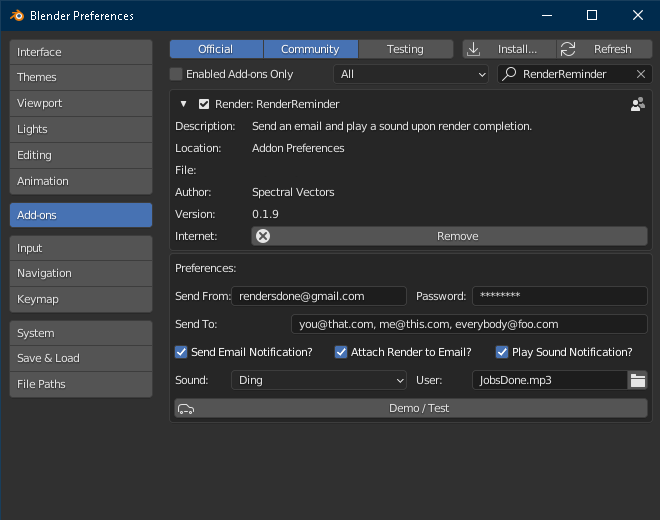 Blender Preferences
Interface
Themes
Viewport
Lights
Editing
Animation
Add-ons
Input
Navigation
Keymap
System
Save & Load
File Paths
Official Community Testing Install... Refresh
Enabled Add-ons Only All RenderReminder
Render: RenderReminder
Description: Send an email and play a sound upon render completion.
Location: Addon Preferences
File:
Author: Spectral Vectors
Version: 0.1.9
Internet: Remove
Preferences:
Send From: rendersdone@gmail.com Password: ********
Send To: you@that.com, me@this.com, everybody@foo.com
Send Email Notification? Attach Render to Email? Play Sound Notification?
Sound: Ding User: JobsDone.mp3
Demo / Test